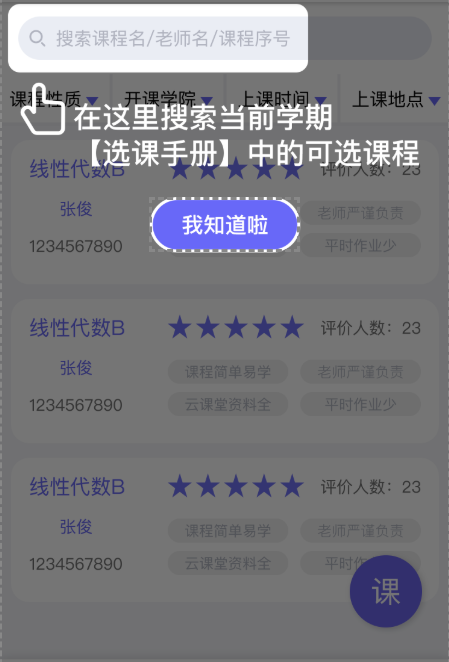 搜索课程名/老师名/课程序号
课程性质 开课学院 上课时间 上课地点
在这里搜索当前学期
【选课手册】中的可选课程
线性代数B 评价人数：23
张俊 老师严谨负责
我知道啦
1234567890 平时作业少
线性代数B 评价人数：23
张俊 课程简单易学 老师严谨负责
1234567890 云课堂资料全 平时作业少
线性代数B 评价人数：23
张俊 课程简单易学 老师严谨负责
1234567890 云课堂资料全 平时作
课